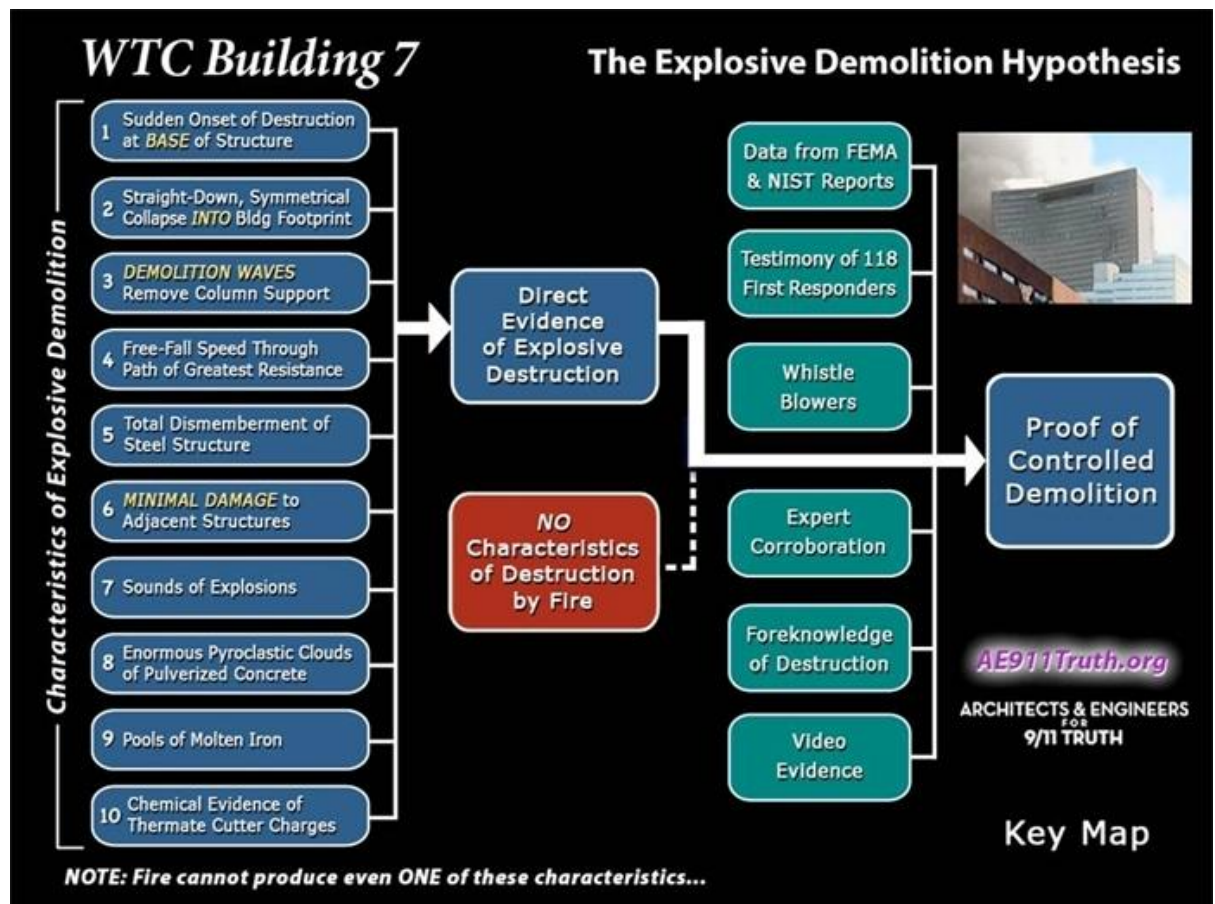 WTC Building 7
The Explosive Demolition Hypothesis
Characteristics of Explosive Demolition
1 Sudden Onset of Destruction
at BASE of Structure
2 Straight-Down, Symmetrical
Collapse INTO Bldg Footprint
3 DEMOLITION WAVES
Remove Column Support
4 Free-Fall Speed Through
Path of Greatest Resistance
5 Total Dismemberment of
Steel Structure
6 MINIMAL DAMAGE to
Adjacent Structures
7 Sounds of Explosions
8 Enormous Pyroclastic Clouds
of Pulverized Concrete
9 Pools of Molten Iron
10 Chemical Evidence of
Thermate Cutter Charges
Direct
Evidence
of Explosive
Destruction
NO
Characteristics
of Destruction
by Fire
Data from FEMA
& NIST Reports
Testimony of 118
First Responders
Whistle
Blowers
Expert
Corroboration
Foreknowledge
of Destruction
Video
Evidence
Proof of
Controlled
Demolition
AE911Truth.org
ARCHITECTS & ENGINEERS
FOR
9/11 TRUTH
Key Map
NOTE: Fire cannot produce even ONE of these characteristics...